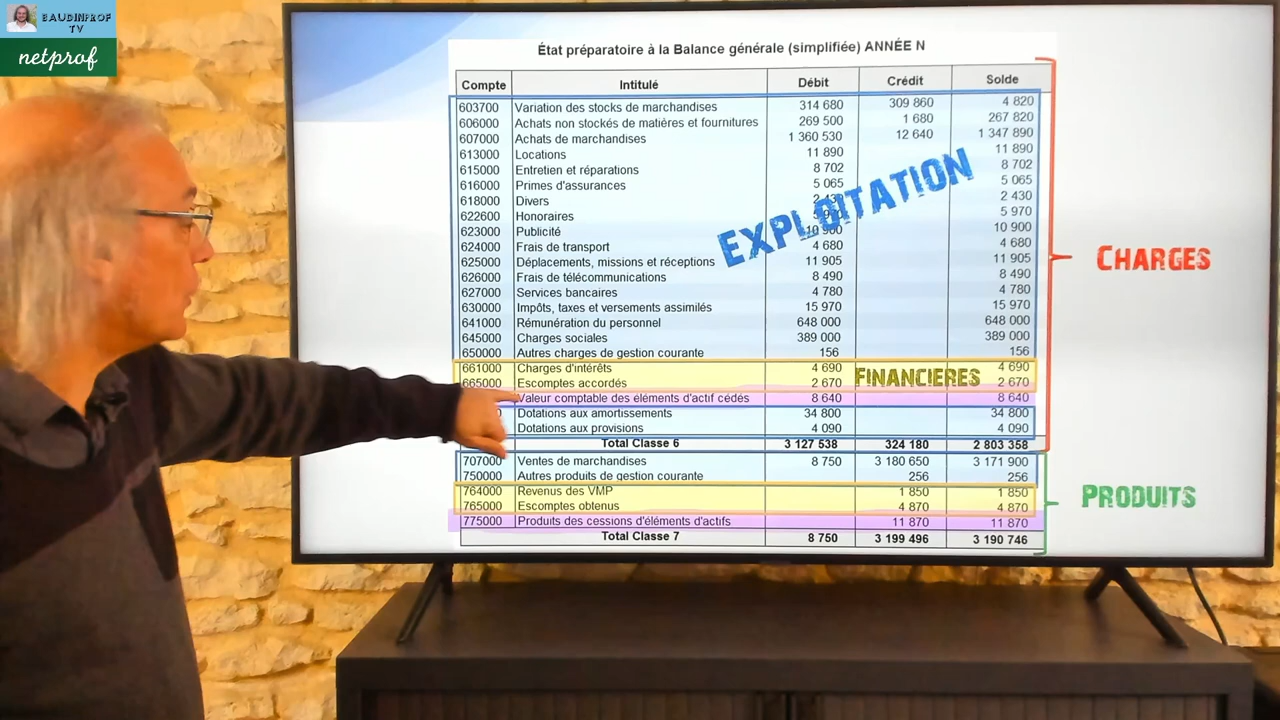 BAUDINPROF
TV
netprof
État préparatoire à la Balance générale (simplifiée) ANNÉE N
Compte Intitulé Débit Crédit Solde
603700 Variation des stocks de marchandises 314 680 309 860 4 820
606000 Achats non stockés de matières et fournitures 269 500 1 680 267 820
607000 Achats de marchandises 1 360 530 12 640 1 347 890
613000 Locations 11 890 11 890
615000 Entretien et réparations 8 702 8 702
616000 Primes d'assurances 5 065 5 065
618000 Divers 2 430 2 430
622600 Honoraires 5 970 5 970
623000 Publicité 10 900 10 900
624000 Frais de transport 4 680 4 680
625000 Déplacements, missions et réceptions 11 905 11 905
626000 Frais de télécommunications 8 490 8 490
627000 Services bancaires 4 780 4 780
630000 Impôts, taxes et versements assimilés 15 970 15 970
641000 Rémunération du personnel 648 000 648 000
645000 Charges sociales 389 000 389 000
650000 Autres charges de gestion courante 156 156
661000 Charges d'intérêts 4 690 4 690
665000 Escomptes accordés 2 670 2 670
Valeur comptable des éléments d'actif cédés 8 640 8 640
Dotations aux amortissements 34 800 34 800
Dotations aux provisions 4 090 4 090
Total Classe 6 3 127 538 324 180 2 803 358
707000 Ventes de marchandises 8 750 3 180 650 3 171 900
750000 Autres produits de gestion courante 256 256
764000 Revenus des VMP 1 850 1 850
765000 Escomptes obtenus 4 870 4 870
775000 Produits des cessions d'éléments d'actifs 11 870 11 870
Total Classe 7 8 750 3 199 496 3 190 746
EXPLOITATION
FINANCIERES
CHARGES
PRODUITS